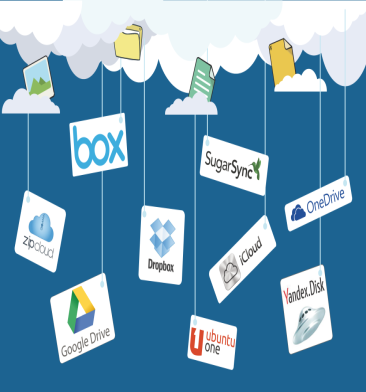 box
SugarSync
OneDrive
zipcloud
Dropbox
iCloud
Yandex.Disk
Google Drive
ubuntu
one